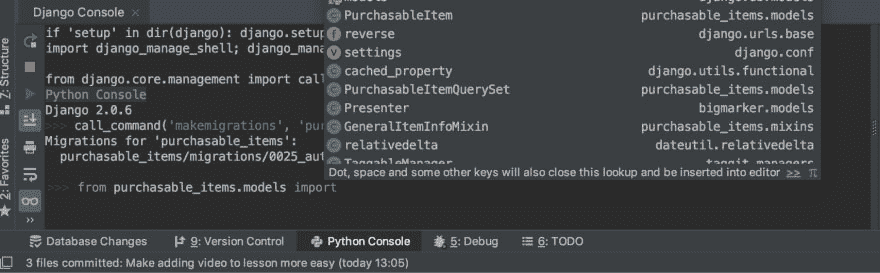 Django Console ×
if 'setup' in dir(django): django.setup
import django_manage_shell; django_mana
from django.core.management import call
Python Console
Django 2.0.6
>>> call_command('makemigrations', 'pu
Migrations for 'purchasable_items':
purchasable_items/migrations/0025_aut
>>> from purchasable_items.models import
PurchasableItem purchasable_items.models
reverse django.urls.base
settings django.conf
cached_property django.utils.functional
PurchasableItemQuerySet purchasable_items.models
Presenter bigmarker.models
GeneralItemInfoMixin purchasable_items.mixins
relativedelta dateutil.relativedelta
TaggableManager taggit.managers
Dot, space and some other keys will also close this lookup and be inserted into editor >> π
Z: Structure
2: Favorites
>>
Database Changes 9: Version Control Python Console 5: Debug 6: TODO
3 files committed: Make adding video to lesson more easy (today 13:05)